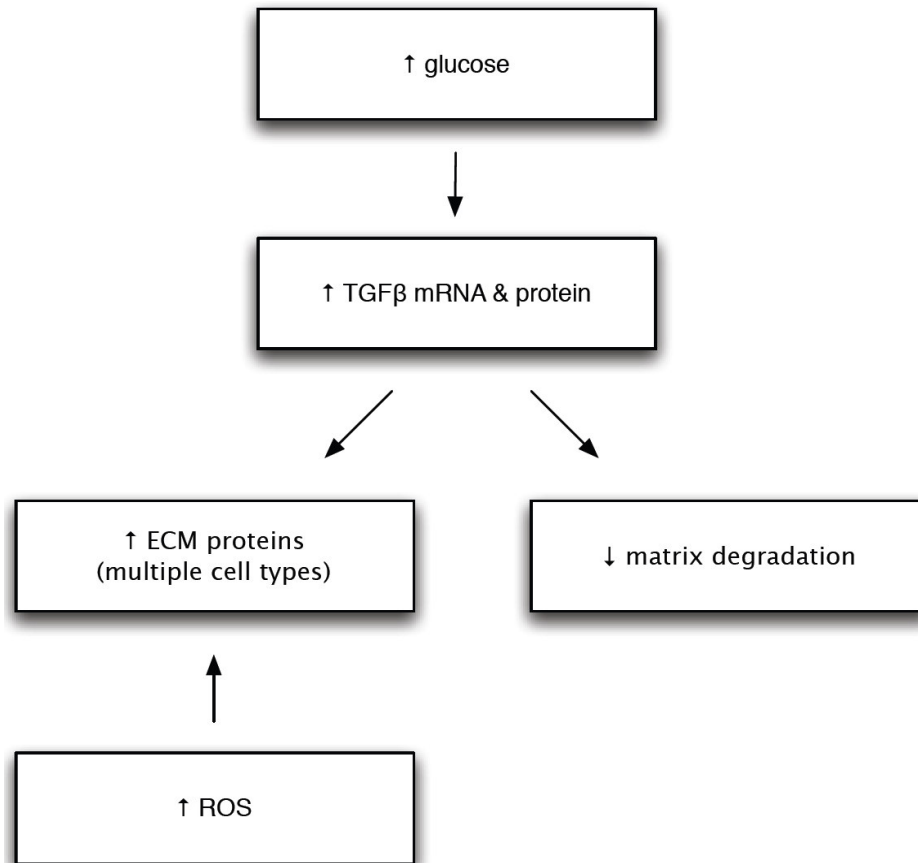 ↑ glucose
↑ TGFβ mRNA & protein
↑ ECM proteins
(multiple cell types)
↓ matrix degradation
↑ ROS